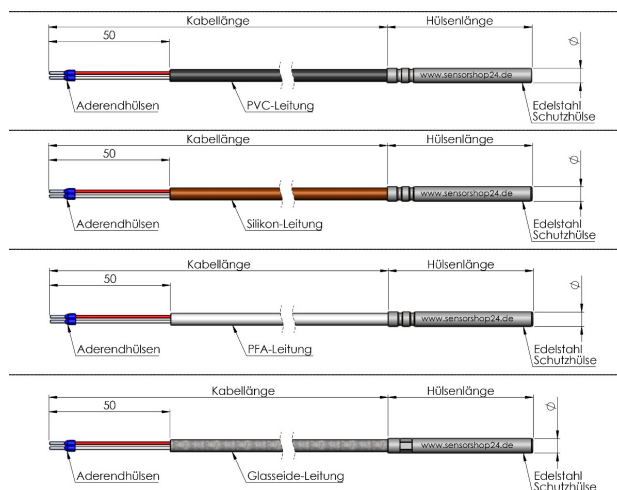 Kabellänge Hülsenlänge
50
Ø
www.sensorshop24.de
Aderendhülsen PVC-Leitung Edelstahl
Schutzhülse
Kabellänge Hülsenlänge
50
Ø
www.sensorshop24.de
Aderendhülsen Silikon-Leitung Edelstahl
Schutzhülse
Kabellänge Hülsenlänge
50
Ø
www.sensorshop24.de
Aderendhülsen PFA-Leitung Edelstahl
Schutzhülse
Kabellänge Hülsenlänge
50
Ø
www.sensorshop24.de
Aderendhülsen Glasseide-Leitung Edelstahl
Schutzhülse